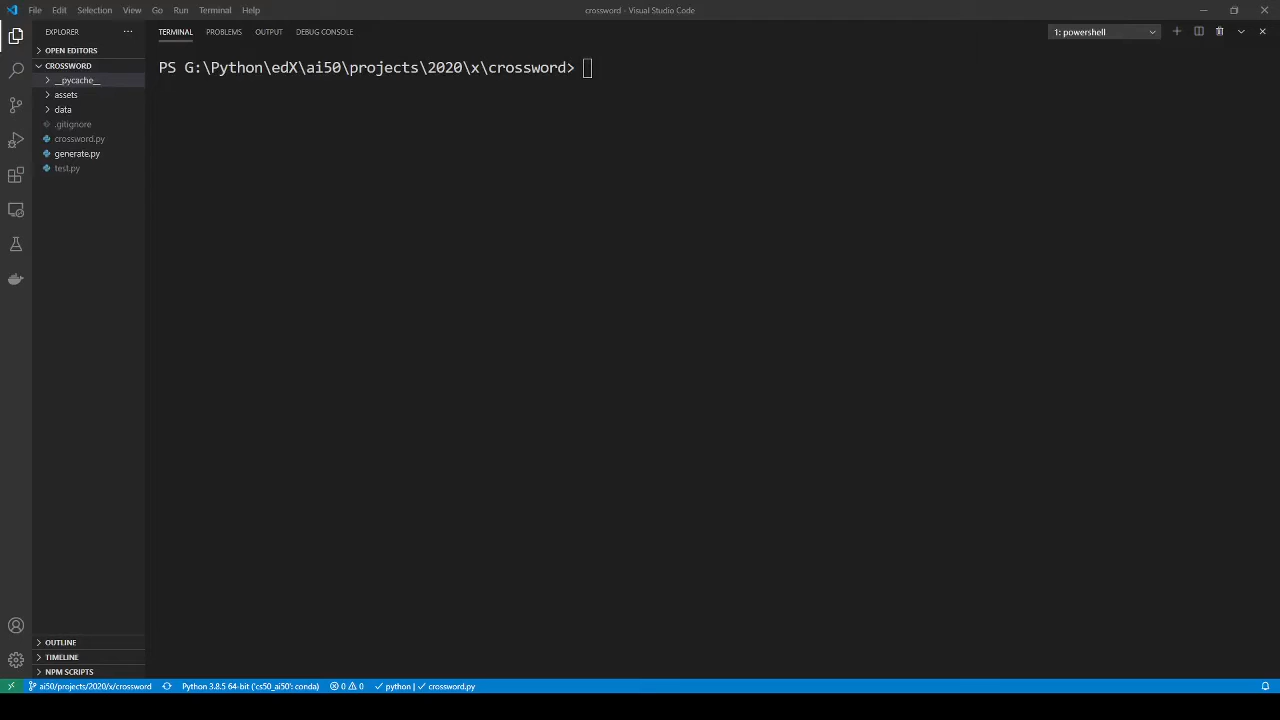 File Edit Selection View Run Go Terminal Help
crossword - Visual Studio Code
EXPLORER
TERMINAL PROBLEMS OUTPUT DEBUG CONSOLE
1: powershell
OPEN EDITORS
CROSSWORD
__pycache__
assets
data
.gitignore
crossword.py
generate.py
test.py
PS G:\Python\edX\ai50\projects\2020\x\crossword>
OUTLINE
TIMELINE
NPM SCRIPTS
ai50/projects/2020/x/crossword Python 3.8.5 64-bit ('cs50_ai50': conda) 0 0 python | crossword.py